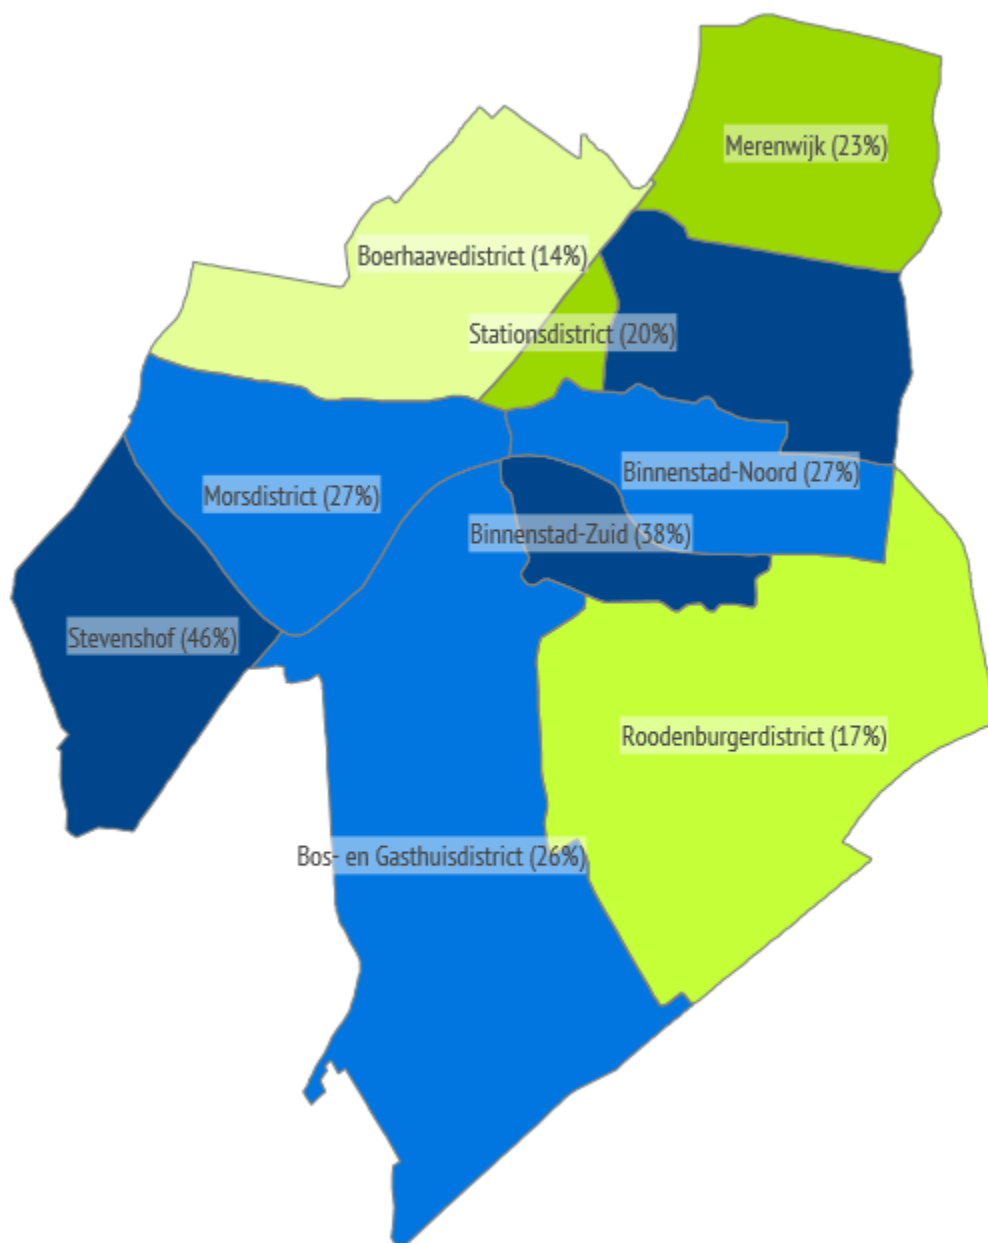 Merenwijk (23%)
Boerhaavedistrict (14%)
Stationsdistrict (20%)
Binnenstad-Noord (27%)
Morsdistrict (27%)
Binnenstad-Zuid (38%)
Stevenshof (46%)
Roodenburgerdistrict (17%)
Bos- en Gasthuisdistrict (26%)